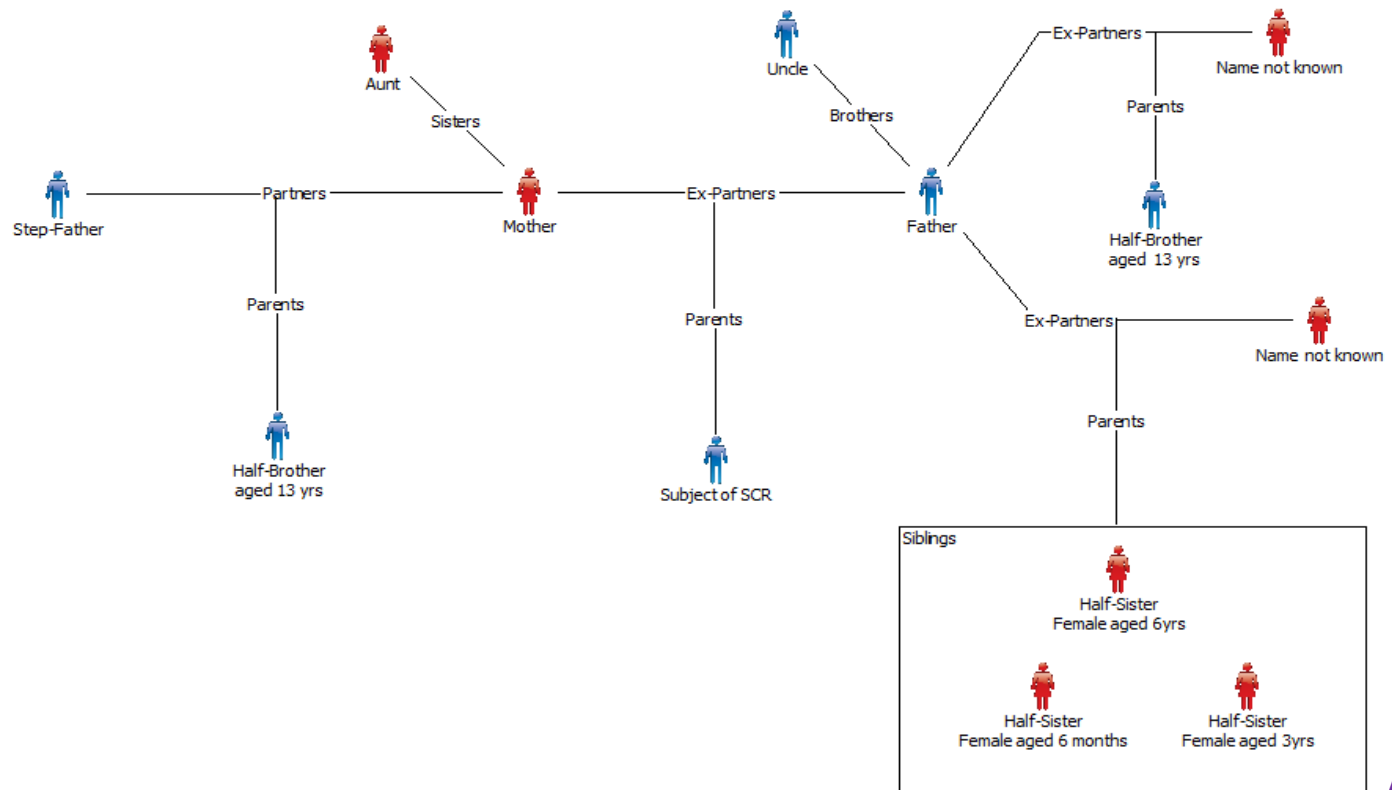 Ex-Partners
Aunt
Uncle
Name not known
Parents
Sisters
Brothers
Step-Father
Partners
Mother
Ex-Partners
Father
Half-Brother
aged 13 yrs
Parents
Parents
Ex-Partners
Name not known
Parents
Half-Brother
aged 13 yrs
Subject of SCR
Siblings
Half-Sister
Female aged 6yrs
Half-Sister
Female aged 6 months
Half-Sister
Female aged 3yrs